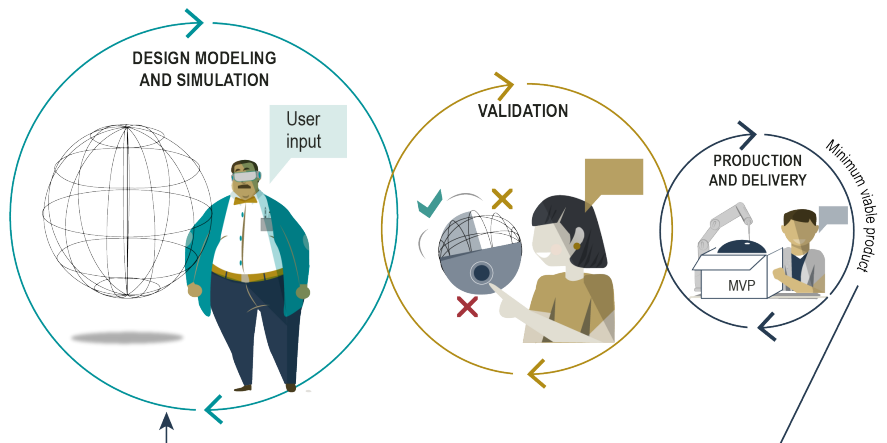 DESIGN MODELING
AND SIMULATION
User
input
VALIDATION
PRODUCTION
AND DELIVERY
MVP
Minimum viable product